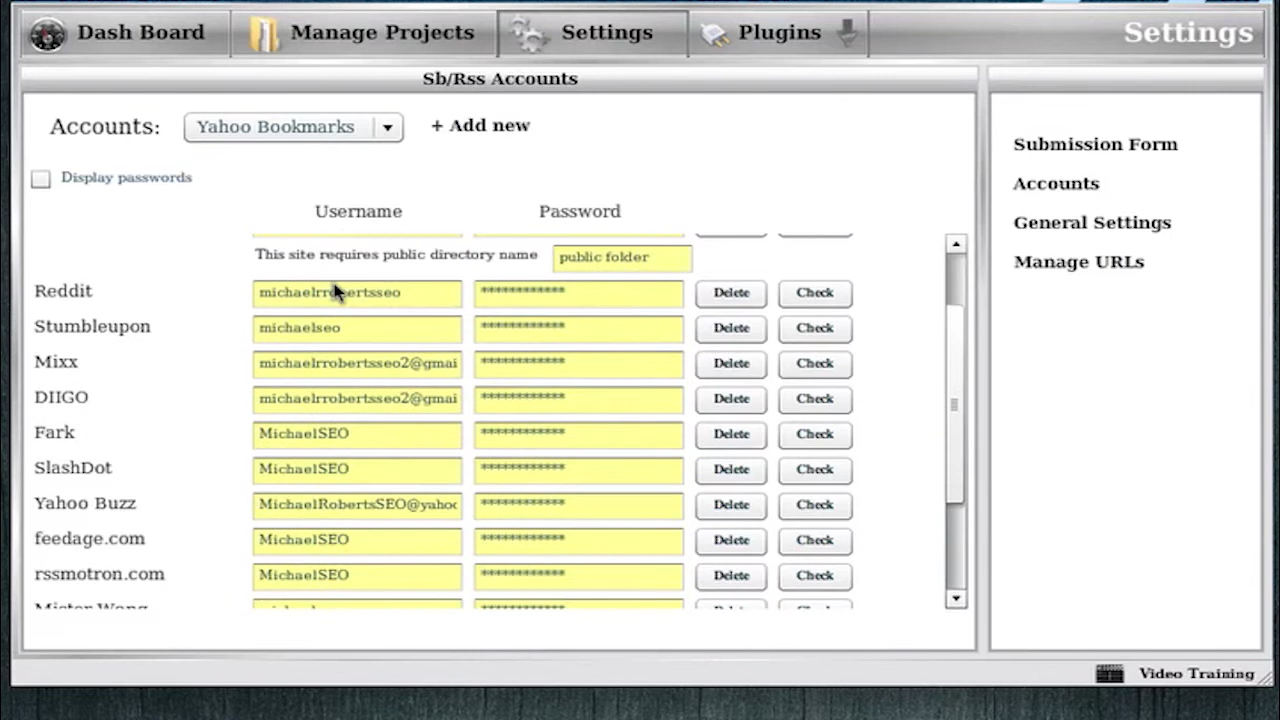 Dash Board Manage Projects Settings Plugins Settings
Sb/Rss Accounts
Accounts: Yahoo Bookmarks + Add new
Display passwords
Username Password
This site requires public directory name public folder
Reddit michaelrrobertsseo ************ Delete Check
Stumbleupon michaelseo ************ Delete Check
Mixx michaelrrobertsseo2@gmai ************ Delete Check
DIIGO michaelrrobertsseo2@gmai ************ Delete Check
Fark MichaelSEO ************ Delete Check
SlashDot MichaelSEO ************ Delete Check
Yahoo Buzz MichaelRobertsSEO@yahoo ************ Delete Check
feedage.com MichaelSEO ************ Delete Check
rssmotron.com MichaelSEO ************ Delete Check
Mister Wong
Submission Form
Accounts
General Settings
Manage URLs
Video Training